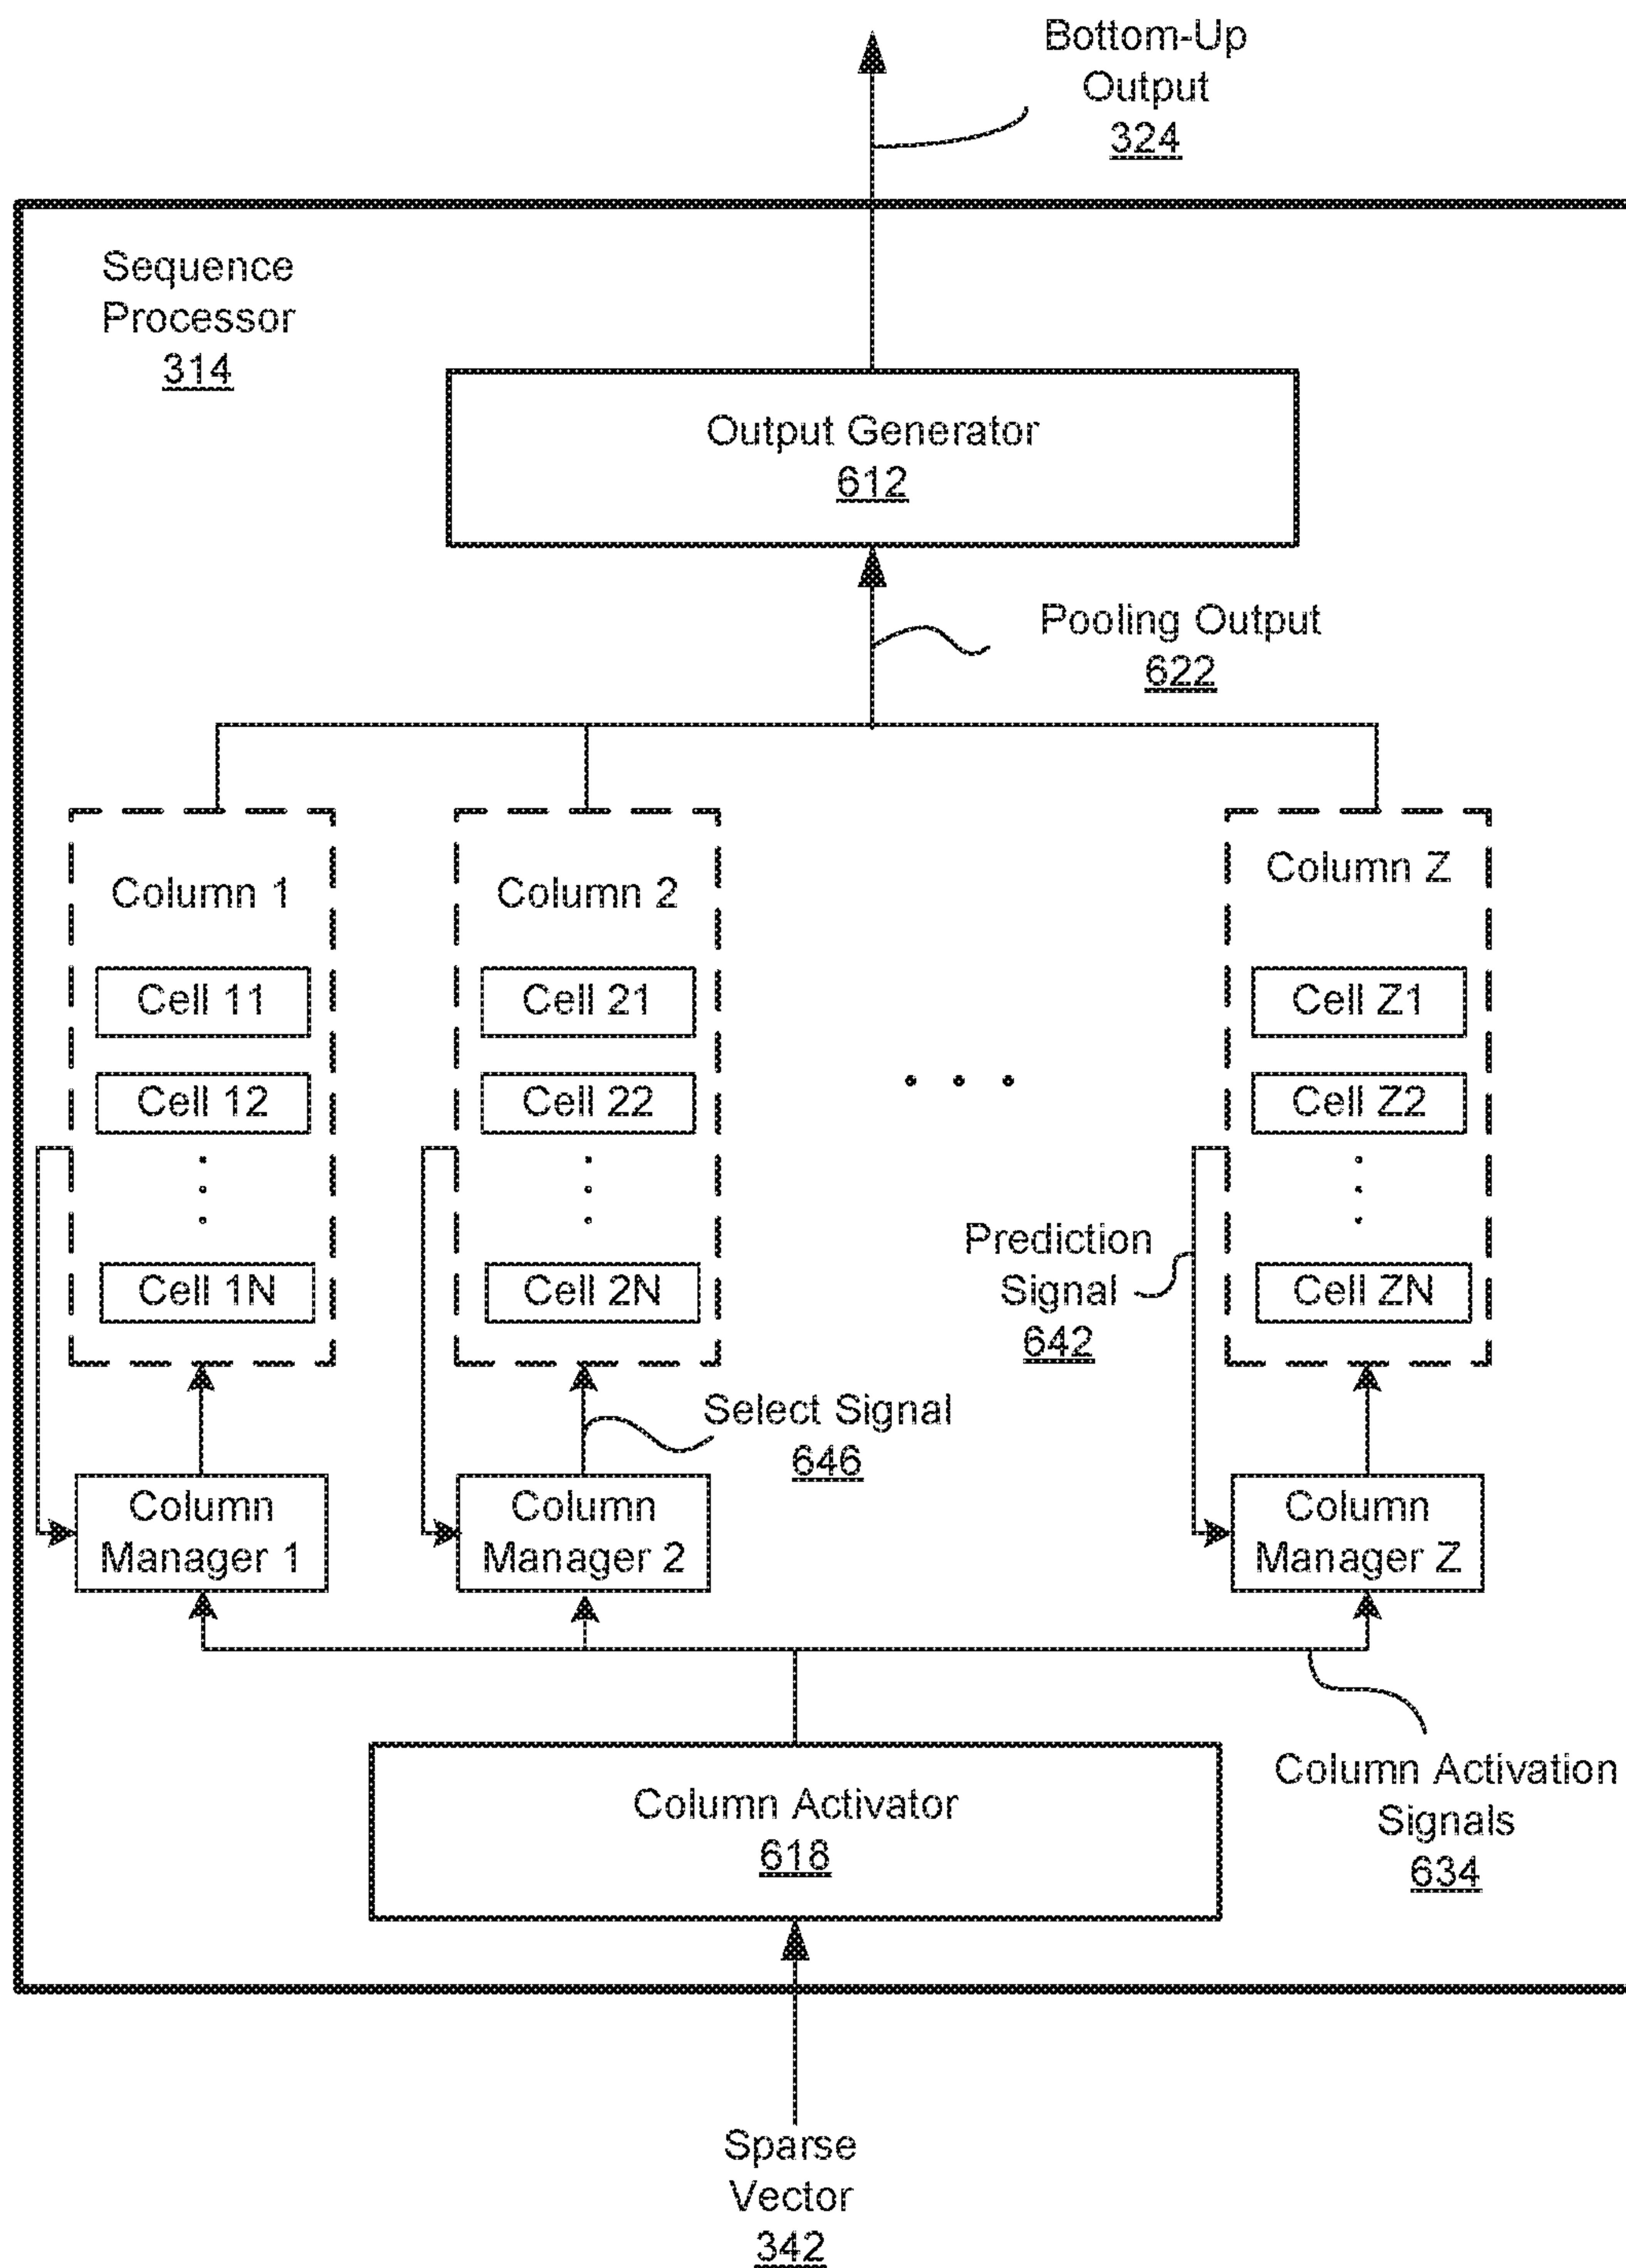 Bottom-Up
Output
324
Sequence
Processor
314
Output Generator
612
Pooling Output
622
Column 1
Cell 11
Cell 12
Cell 1N
Column 2
Cell 21
Cell 22
Cell 2N
Column Z
Cell Z1
Cell Z2
Cell ZN
Prediction
Signal
642
Select Signal
646
Column
Manager 1
Column
Manager 2
Column
Manager Z
Column Activator
618
Column Activation
Signals
634
Sparse
Vector
342